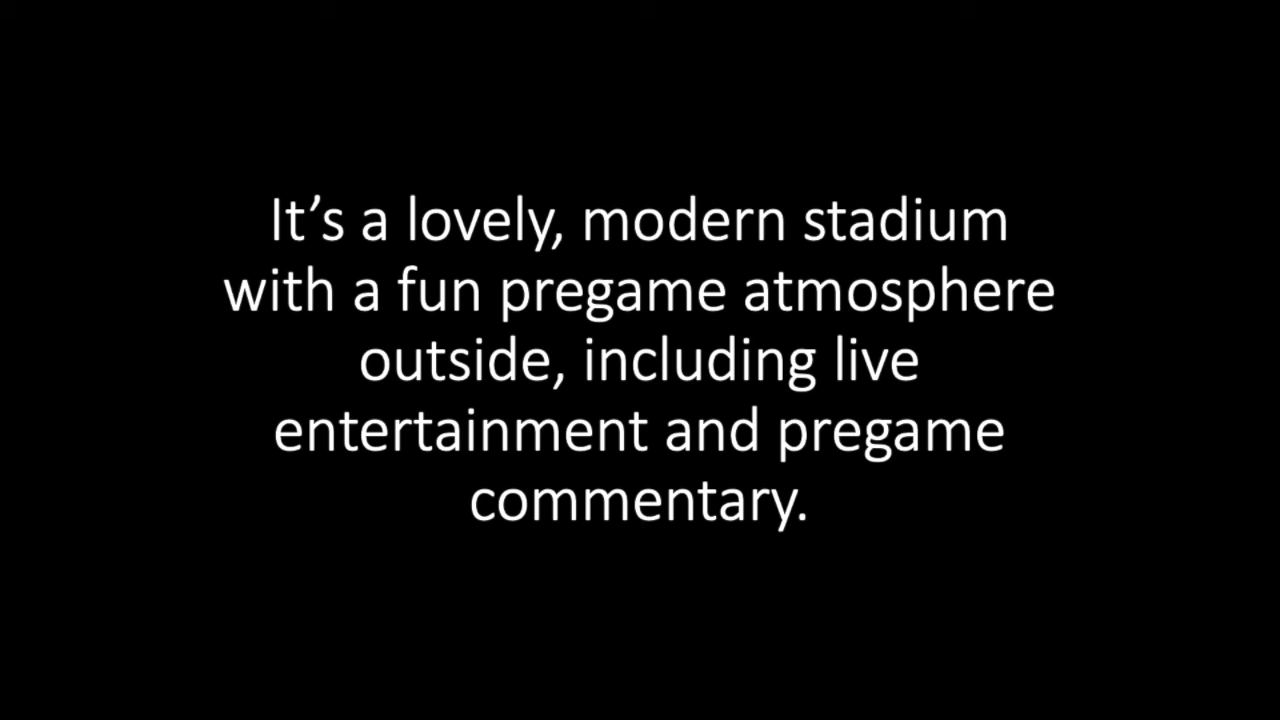 It’s a lovely, modern stadium
with a fun pregame atmosphere
outside, including live
entertainment and pregame
commentary.